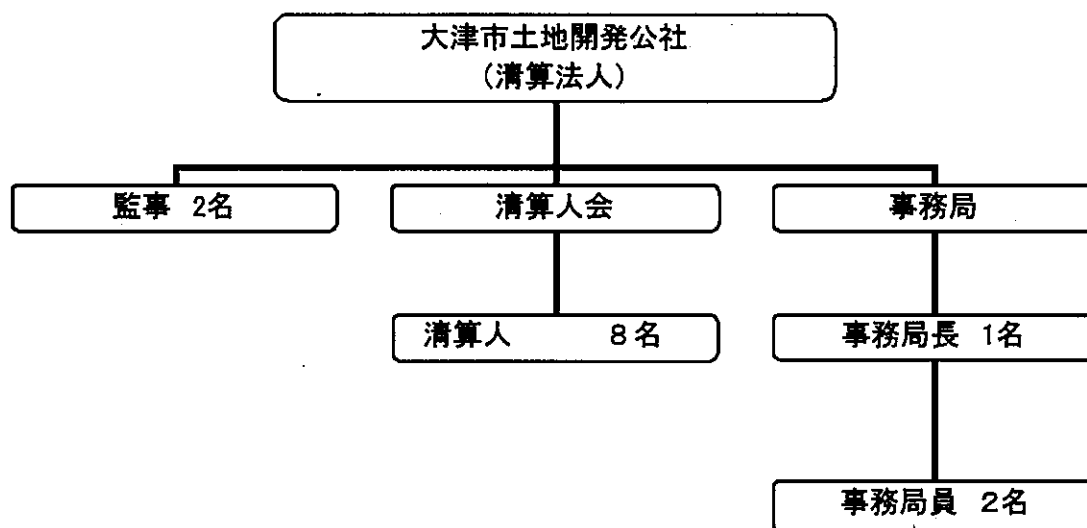 大津市土地開発公社
(清算法人)
監事 2名
清算人会
事務局
清算人 8名
事務局長 1名
事務局員 2名